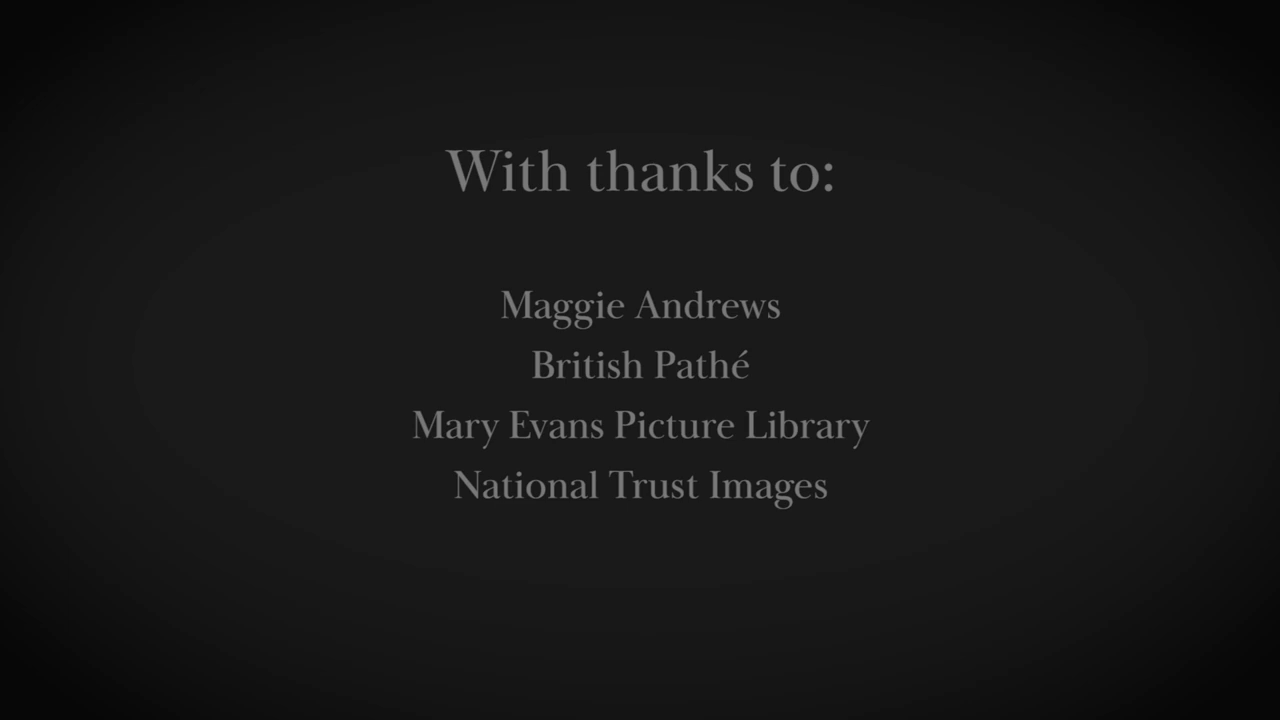 With thanks to:
Maggie Andrews
British Pathé
Mary Evans Picture Library
National Trust Images